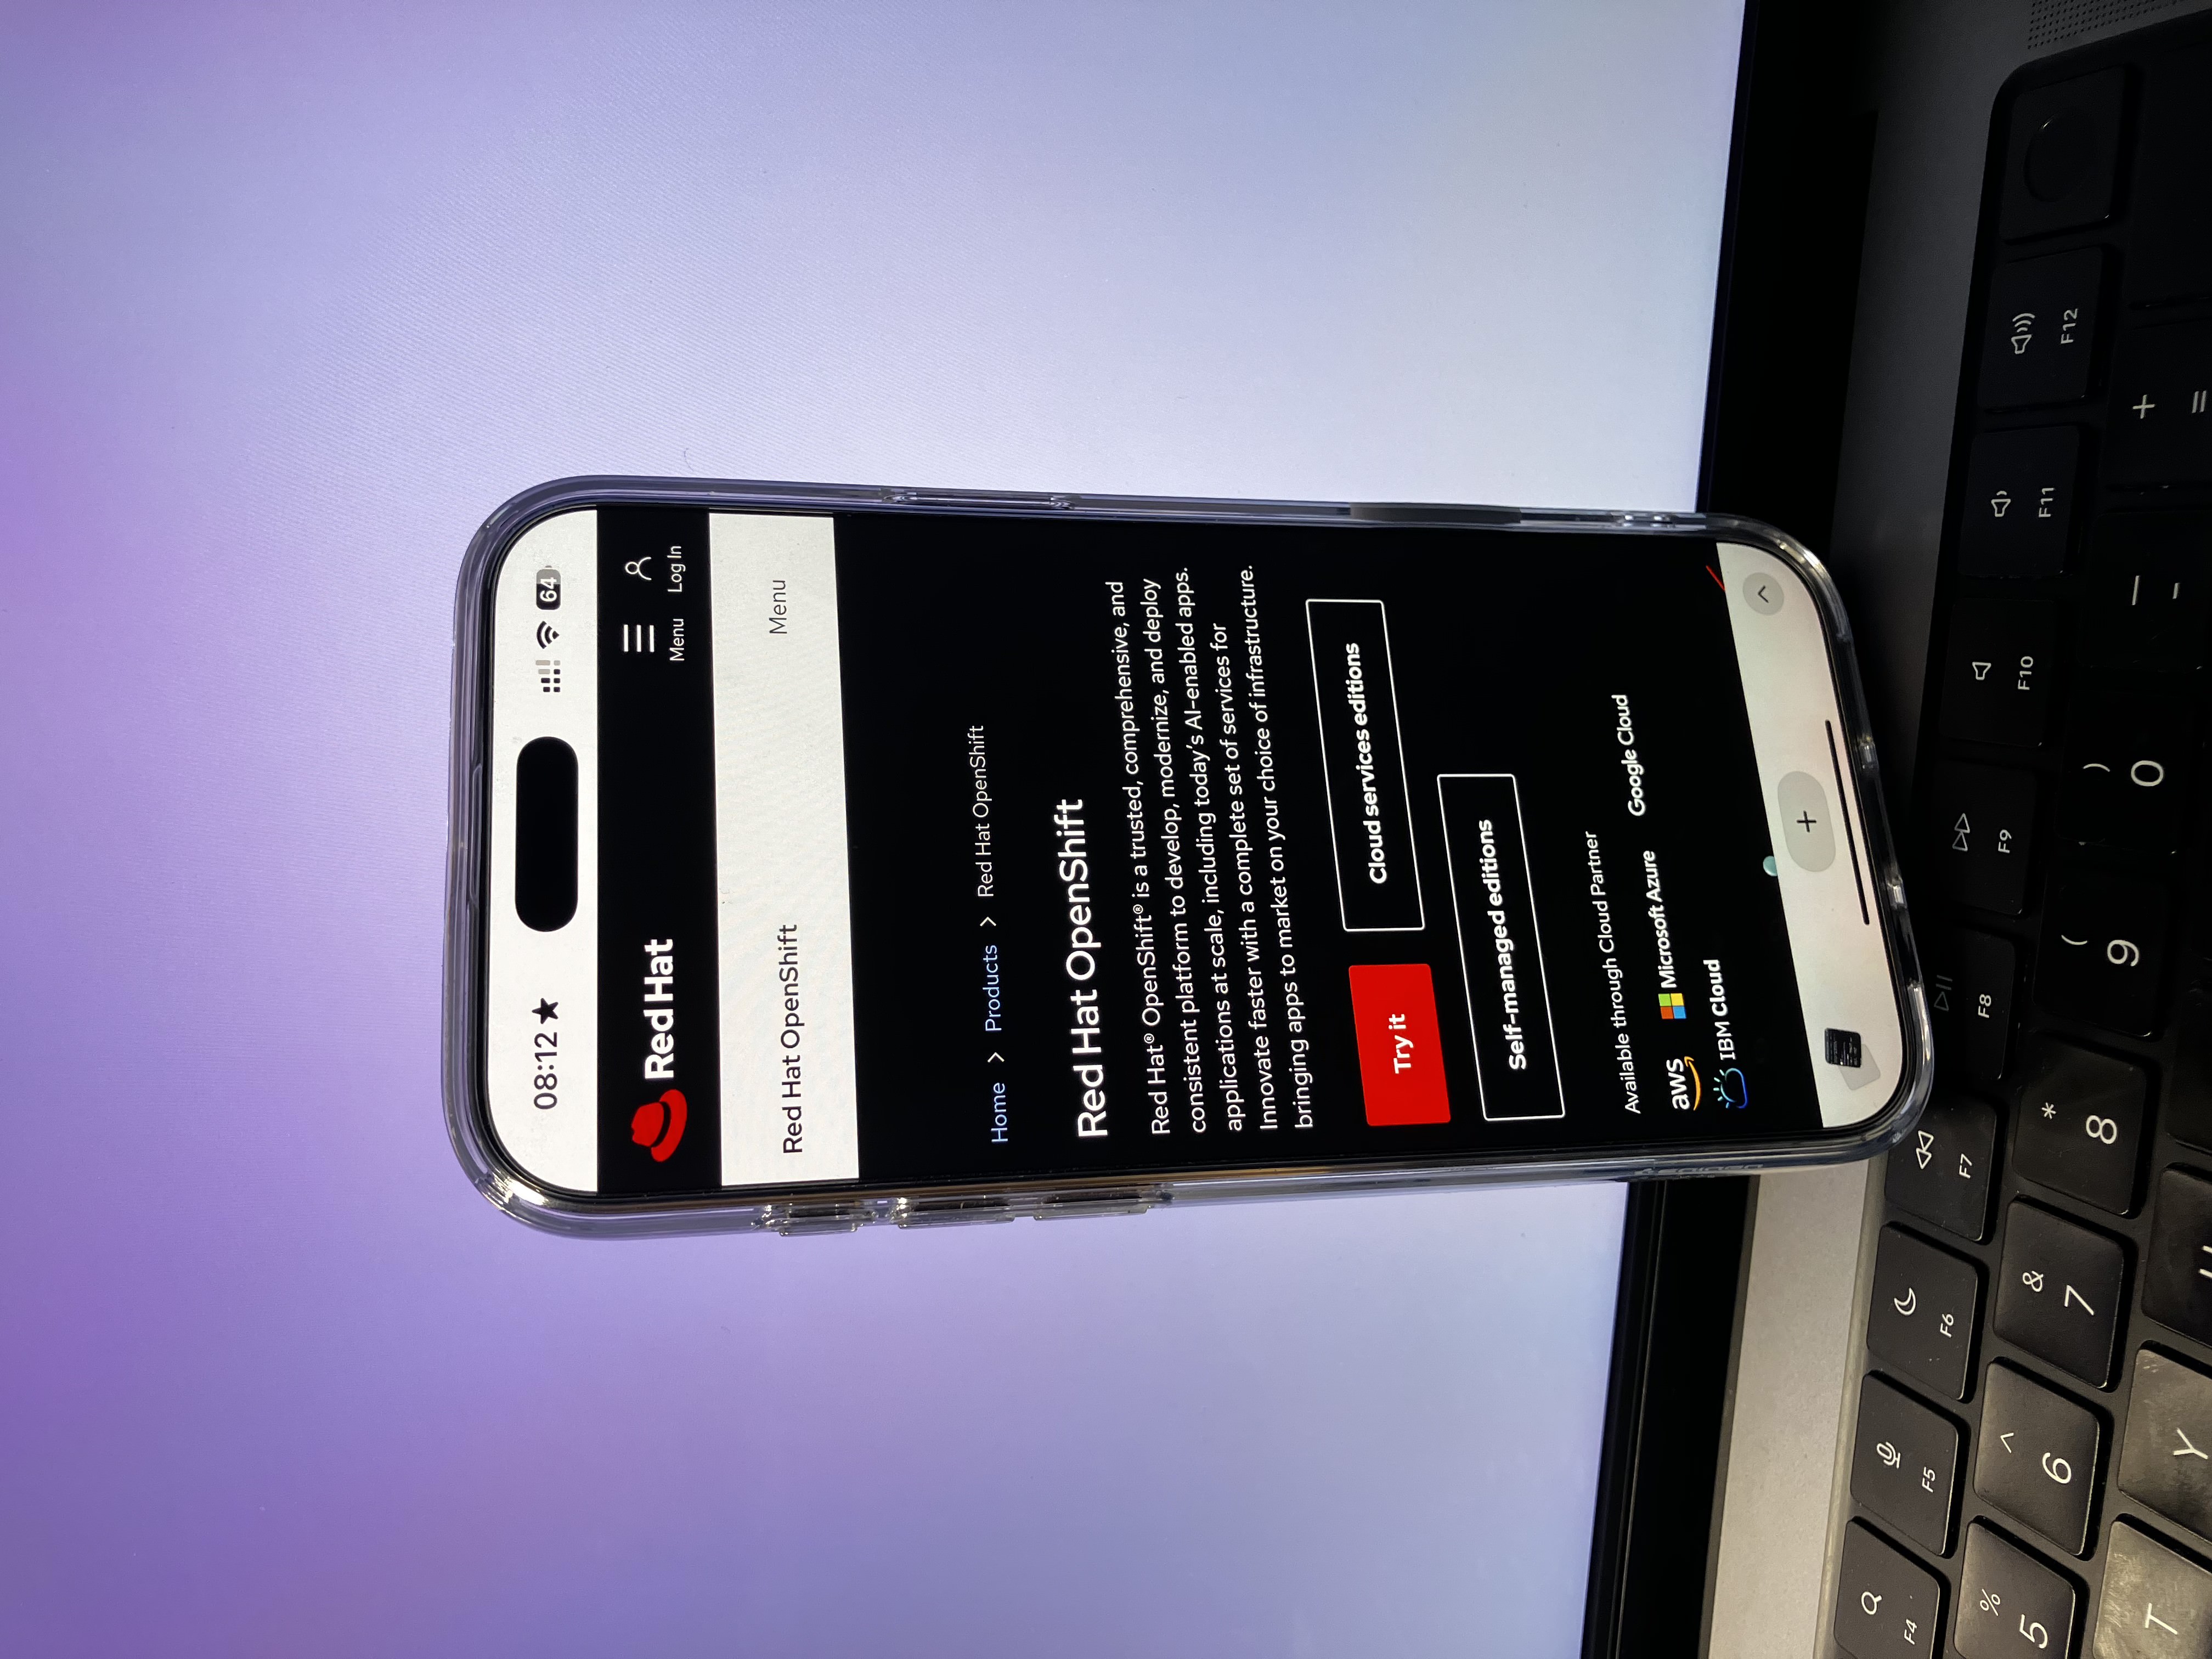 08:12
64
Red Hat
Menu
Log In
Red Hat OpenShift
Menu
Home > Products > Red Hat OpenShift
Red Hat OpenShift
Red Hat® OpenShift® is a trusted, comprehensive, and
consistent platform to develop, modernize, and deploy
applications at scale, including today's AI-enabled apps.
Innovate faster with a complete set of services for
bringing apps to market on your choice of infrastructure.
Try it
Cloud services editions
Self-managed editions
Available through Cloud Partner
aws
Microsoft Azure
Google Cloud
IBM Cloud
+
F4
F5
F6
F7
F8
F9
F10
F11
F12
%
5
^
6
&
7
*
8
(
9
)
0
—
-
+
=
T
Y